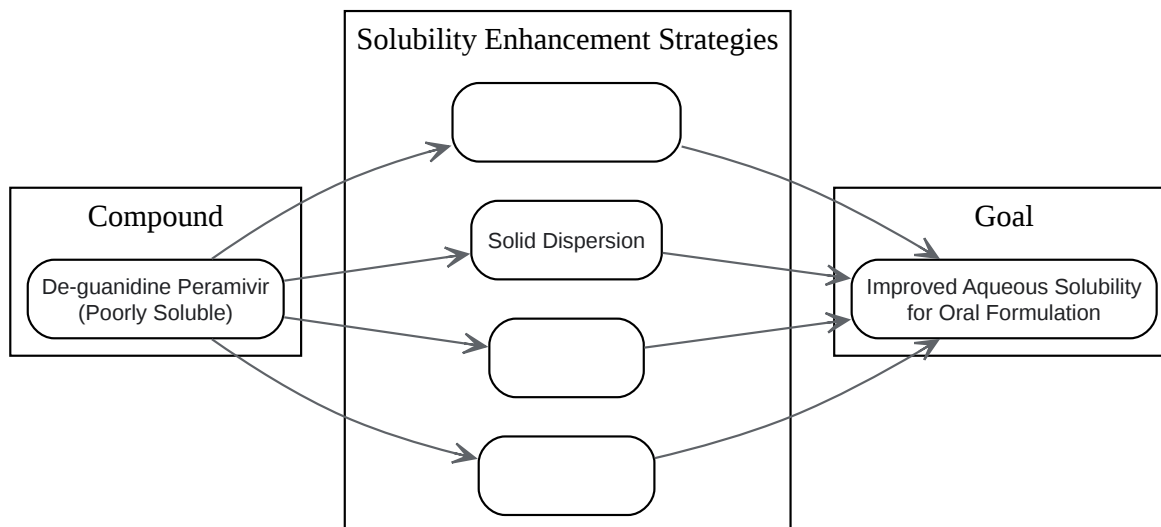 Solubility Enhancement Strategies
Compound
De-guanidine Peramivir
(Poorly Soluble)
Solid Dispersion
Goal
Improved Aqueous Solubility
for Oral Formulation